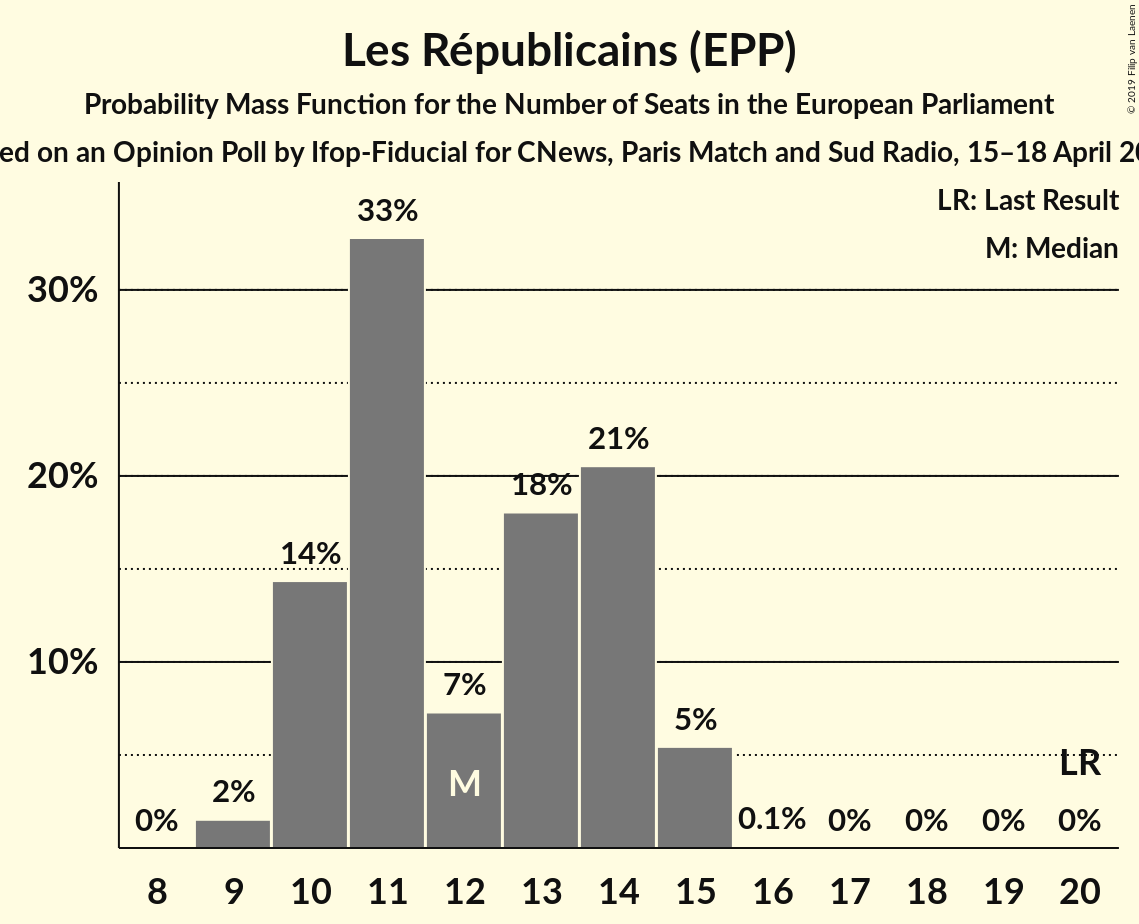 Les Républicains (EPP)
Probability Mass Function for the Number of Seats in the European Parliament
ed on an Opinion Poll by Ifop-Fiducial for CNews, Paris Match and Sud Radio, 15–18 April 20
© 2019 Filip van Laenen
LR: Last Result
M: Median
33%
30%
21%
20%
18%
14%
10%
7%
5%
LR
M
2%
0%
0.1%
0%
0%
0%
0%
8 9 10 11 12 13 14 15 16 17 18 19 20